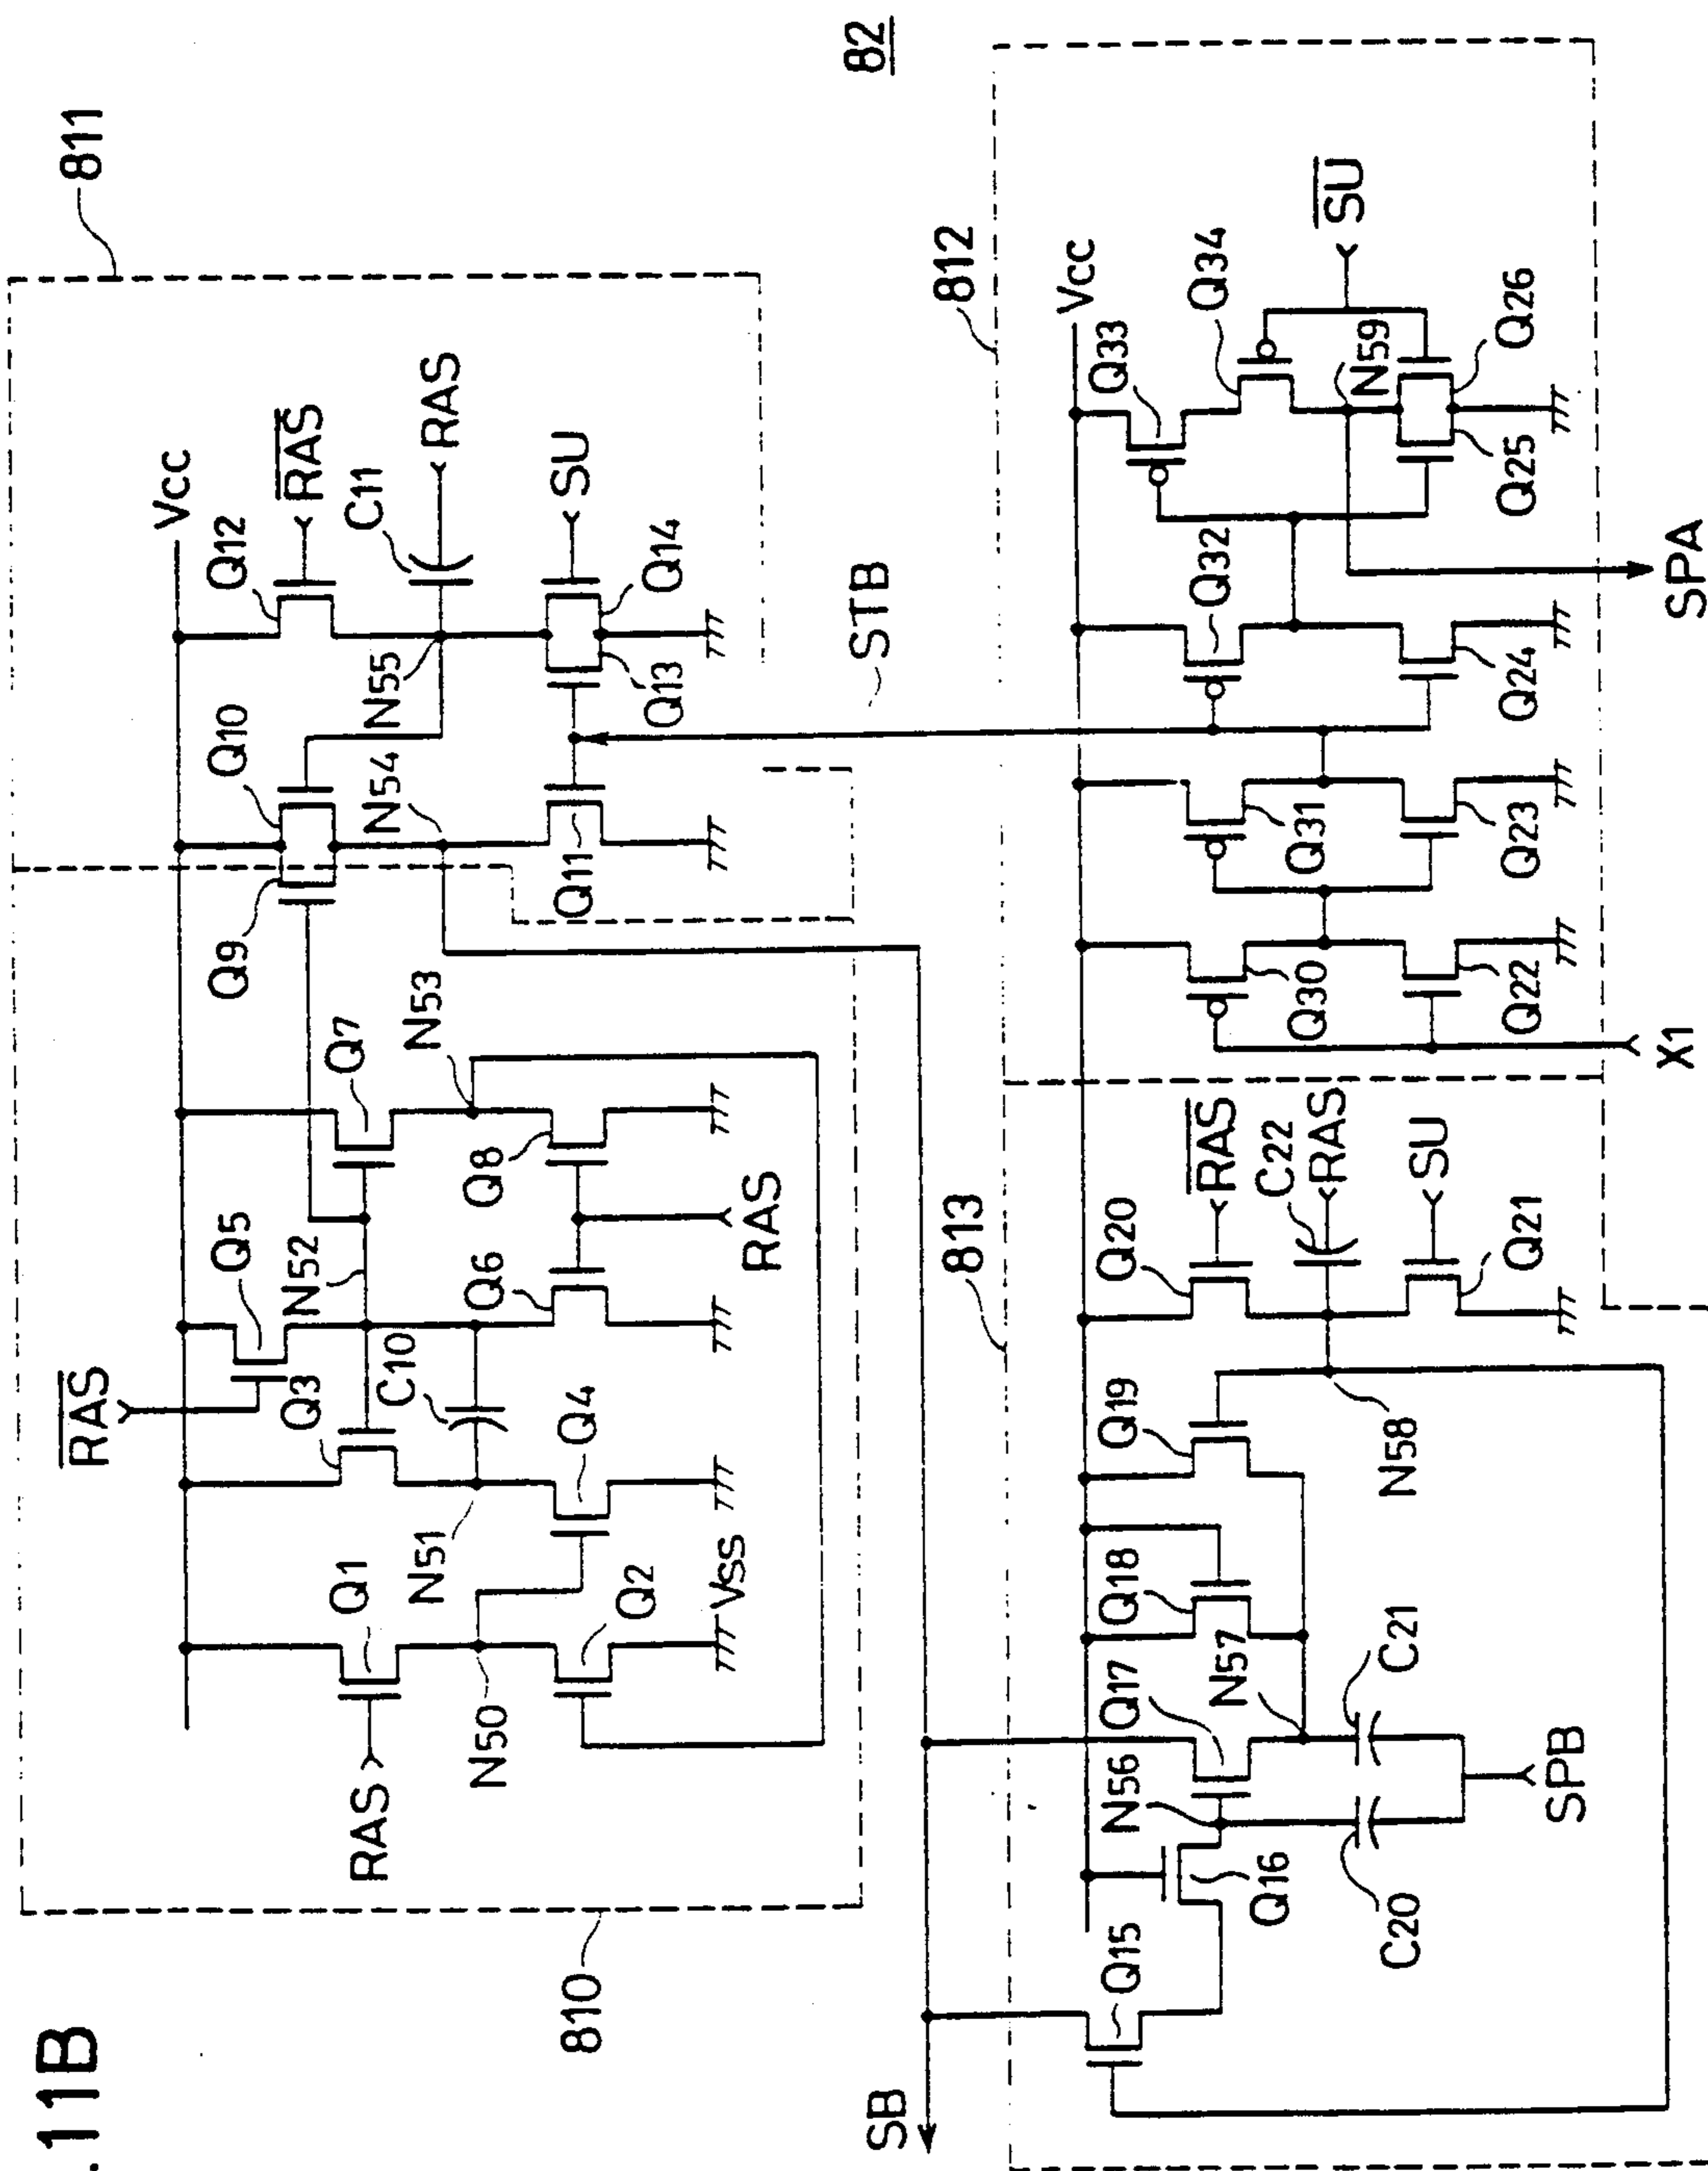 .11B
82
811
810
812
813
Vcc
RAS
RAS
RAS
RAS
RAS
Q1
Q2
Q3
Q4
Q5
Q6
Q7
Q8
Q9
Q10
Q11
Q12
Q13
Q14
C10
C11
N50
N51
N52
N53
N54
N55
Vss
SU
STB
SB
Vcc
Q15
Q16
Q17
Q18
Q19
Q20
Q21
C20
C21
C22
N56
N57
N58
SPB
RAS
RAS
SU
X1
Q30
Q22
Q31
Q23
Q32
Q24
Q33
Q34
Q25
Q26
N59
SU
SPA